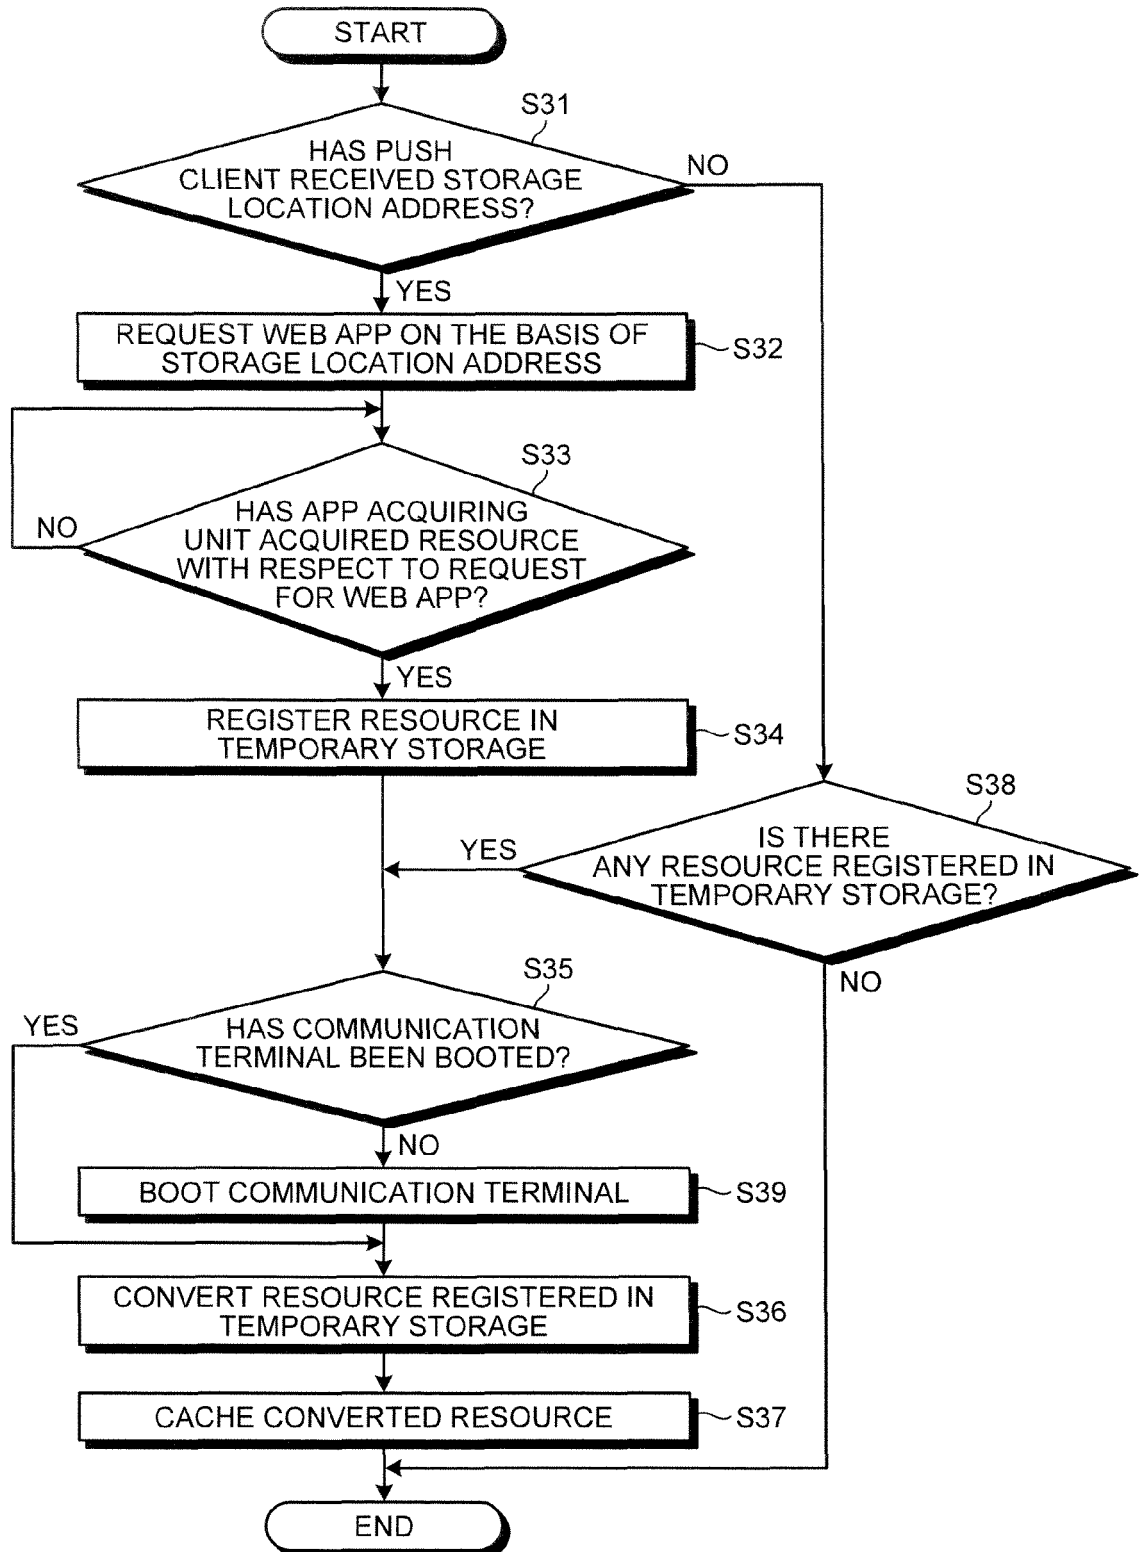 START
S31
HAS PUSH
CLIENT RECEIVED STORAGE
LOCATION ADDRESS?
NO
YES
REQUEST WEB APP ON THE BASIS OF
STORAGE LOCATION ADDRESS
S32
S33
HAS APP ACQUIRING
UNIT ACQUIRED RESOURCE
WITH RESPECT TO REQUEST
FOR WEB APP?
NO
YES
REGISTER RESOURCE IN
TEMPORARY STORAGE
S34
S38
IS THERE
ANY RESOURCE REGISTERED IN
TEMPORARY STORAGE?
YES
NO
S35
HAS COMMUNICATION
TERMINAL BEEN BOOTED?
YES
NO
BOOT COMMUNICATION TERMINAL
S39
CONVERT RESOURCE REGISTERED IN
TEMPORARY STORAGE
S36
CACHE CONVERTED RESOURCE
S37
END